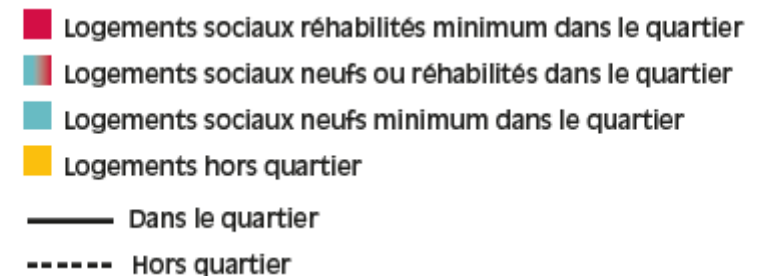 Logements sociaux réhabilités minimum dans le quartier
Logements sociaux neufs ou réhabilités dans le quartier
Logements sociaux neufs minimum dans le quartier
Logements hors quartier
Dans le quartier
Hors quartier